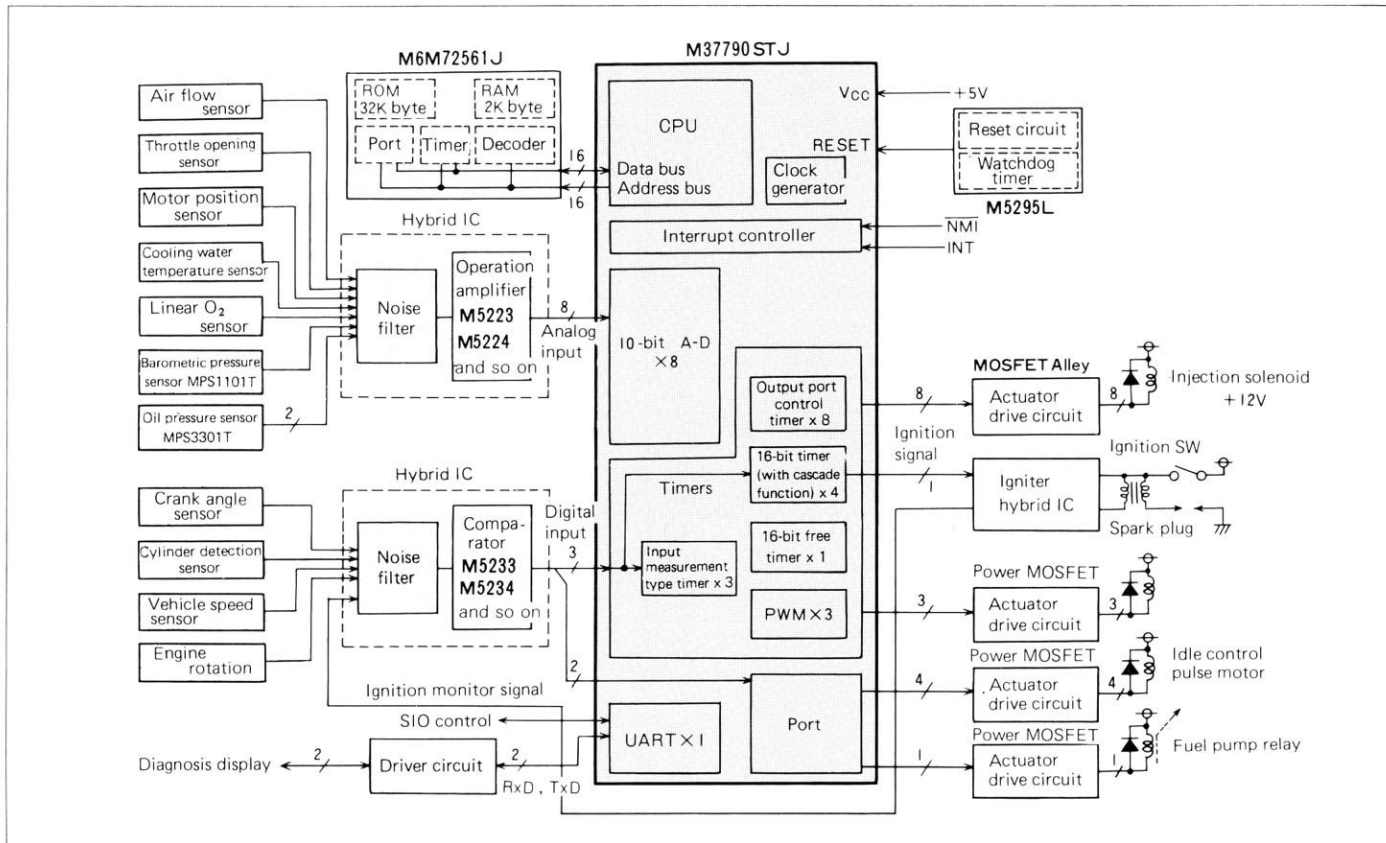 M6M72561J
ROM
32K byte
RAM
2K byte
Port
Timer
Decoder
16
16
M37790STJ
CPU
Data bus
Address bus
Clock
generator
VCC
+5V
RESET
Reset circuit
Watchdog
timer
M5295L
Interrupt controller
NMI
INT
Air flow
sensor
Throttle opening
sensor
Motor position
sensor
Cooling water
temperature sensor
Linear O2
sensor
Barometric pressure
sensor MPS1101T
Oil pressure sensor
MPS3301T
2
Hybrid IC
Noise
filter
Operation
amplifier
M5223
M5224
and so on
8
Analog
input
10-bit A-D
×8
Output port
control
timer x 8
16-bit timer
(with cascade
function) x 4
Timers
16-bit free
timer x 1
Input
measurement
type timer x 3
PWM×3
MOSFET Alley
8
Actuator
drive circuit
8
Injection solenoid
+12V
Ignition
signal
1
Igniter
hybrid IC
Ignition SW
Spark plug
Power MOSFET
3
Actuator
drive circuit
3
Power MOSFET
4
Actuator
drive circuit
4
Idle control
pulse motor
Power MOSFET
1
Actuator
drive circuit
1
Fuel pump relay
Crank angle
sensor
Cylinder detection
sensor
Vehicle speed
sensor
Engine
rotation
Hybrid IC
Noise
filter
Compa-
rator
M5233
M5234
and so on
Digital
input
3
2
Ignition monitor signal
SIO control
UART×1
Port
Diagnosis display
2
Driver circuit
2
RxD, TxD